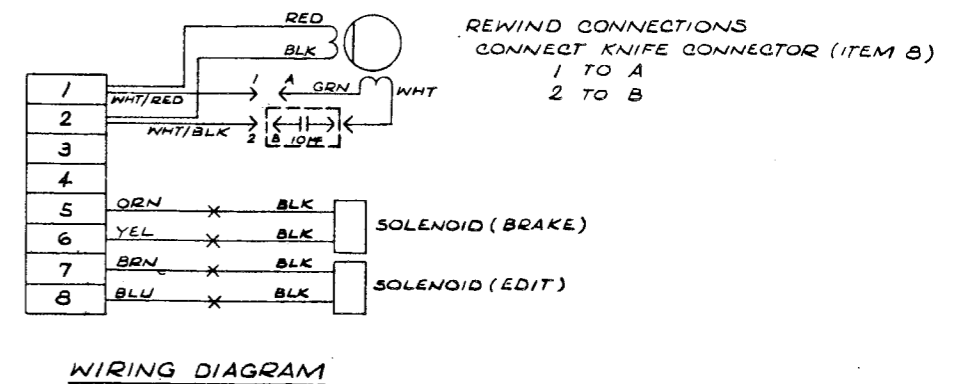 RED
REWIND CONNECTIONS
BLK
CONNECT KNIFE CONNECTOR (ITEM 8)
1 TO A
2 TO B
1
WHT/RED
1
A
GRN
WHT
2
WHT/BLK
2
B
10 MF
3
4
5
ORN
BLK
SOLENOID (BRAKE)
6
YEL
BLK
7
BRN
BLK
SOLENOID (EDIT)
8
BLU
BLK
WIRING DIAGRAM